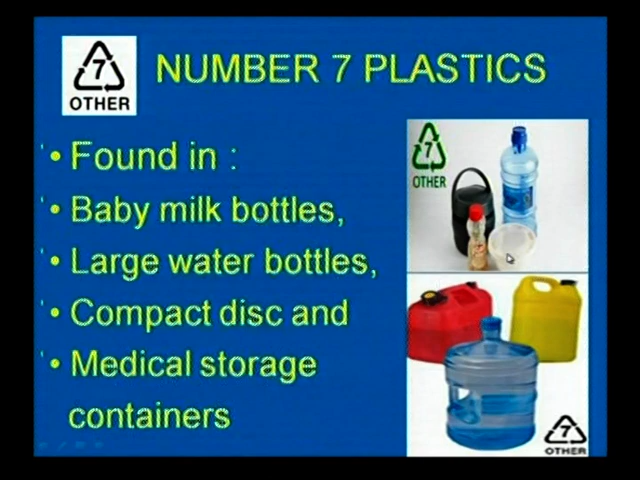 7
OTHER
NUMBER 7 PLASTICS
• Found in :
• Baby milk bottles,
• Large water bottles,
• Compact disc and
• Medical storage
containers
7
OTHER
7
OTHER